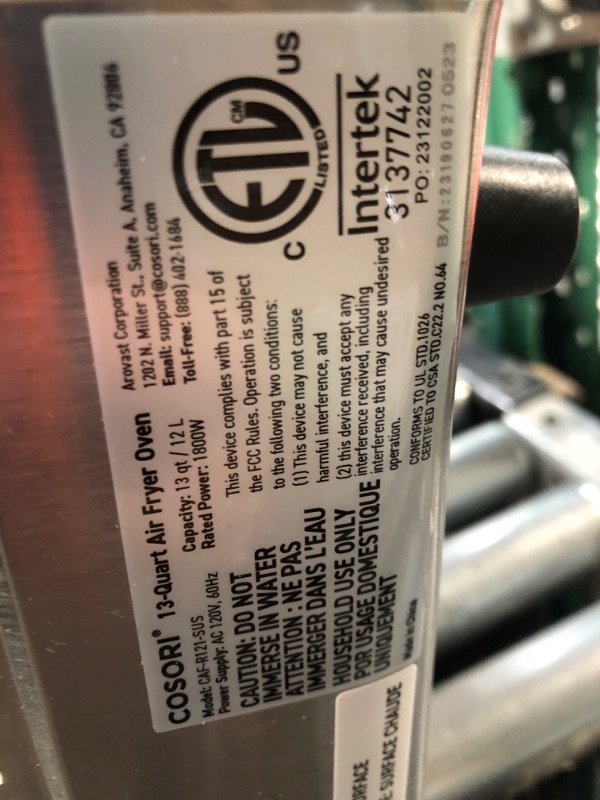 COSORI® 13-Quart Air Fryer Oven
Model: CAF-R121-SUS
Power Supply: AC 120V, 60Hz
Capacity: 13 qt / 12 L
Rated Power: 1800W
Arovast Corporation
1202 N. Miller St., Suite A, Anaheim, CA 92806
Email: support@cosori.com
Toll-Free: (888) 402-1684
CAUTION: DO NOT
IMMERSE IN WATER
ATTENTION : NE PAS
IMMERGER DANS L'EAU
HOUSEHOLD USE ONLY
POR USAGE DOMESTIQUE
UNIQUEMENT
Made in China
This device complies with part 15 of
the FCC Rules. Operation is subject
to the following two conditions:
(1) This device may not cause
harmful interference, and
(2) this device must accept any
interference received, including
interference that may cause undesired
operation.
CONFORMS TO UL STD.1026
CERTIFIED TO CSA STD.C22.2 NO.64
C ETL CM LISTED US
Intertek
3137742
PO: 23122002
B/N:23190627 0523
RFACE
E: SURFACE CHAUDE